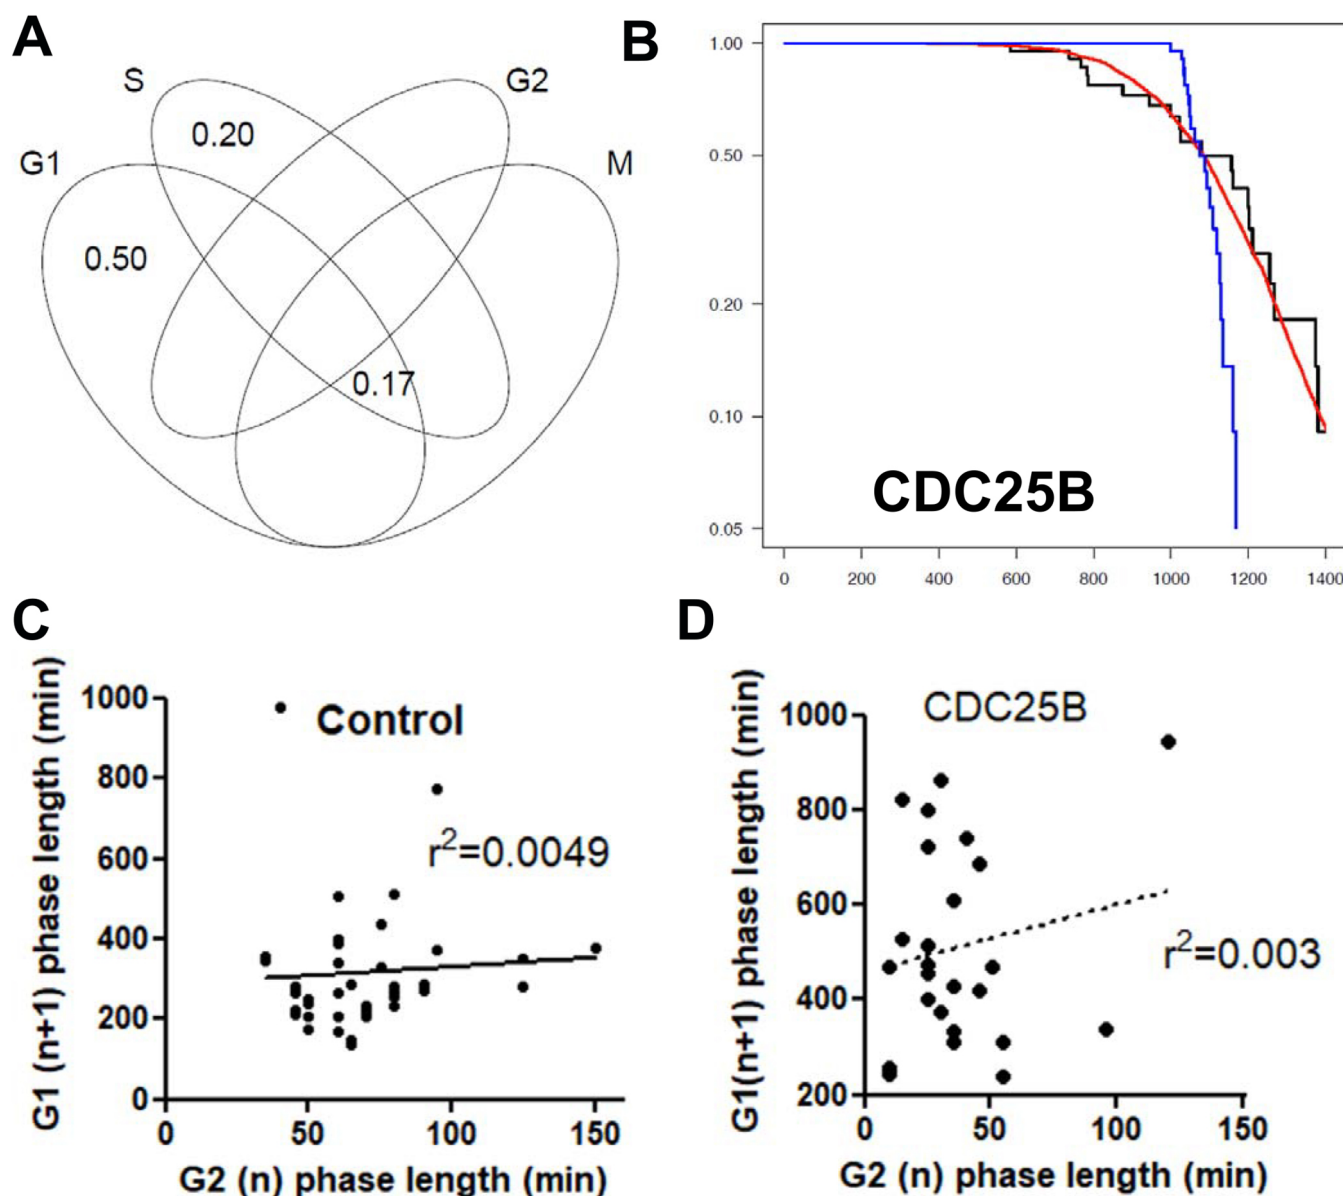 A
S
G2
G1
M
0.20
0.50
0.17
B
1.00
0.50
0.20
0.10
0.05
CDC25B
0 200 400 600 800 1000 1200 1400
C
G1 (n+1) phase length (min)
1000
800
600
400
200
0
Control
r²=0.0049
0 50 100 150
G2 (n) phase length (min)
D
G1(n+1) phase length (min)
1000
800
600
400
200
CDC25B
r²=0.003
0 50 100 150
G2 (n) phase length (min)